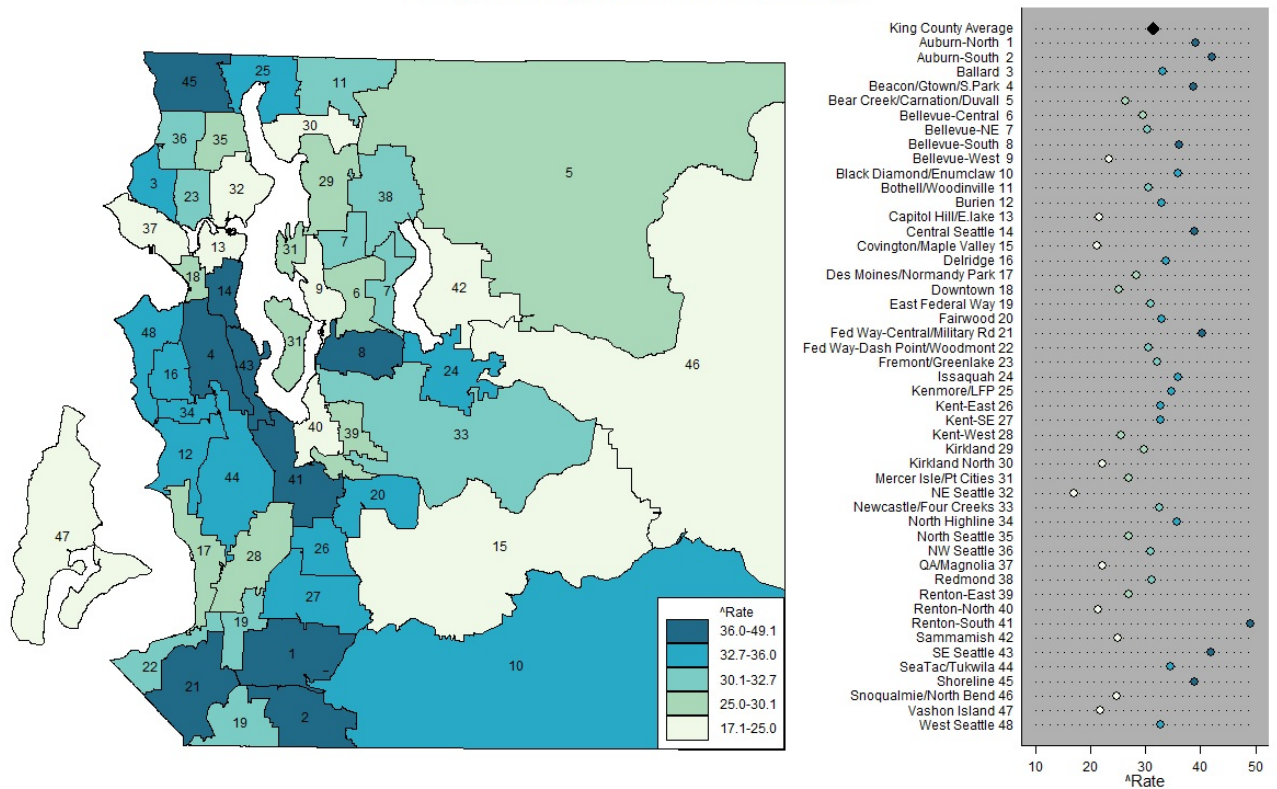 45
25
11
30
36
35
5
3
23
32
29
38
37
13
7
31
18
14
9
6
7
42
48
4
43
31
8
24
46
16
34
40
39
33
12
44
41
20
47
17
28
26
15
27
19
22
1
10
21
19
2
^Rate
36.0-49.1
32.7-36.0
30.1-32.7
25.0-30.1
17.1-25.0
King County Average
Auburn-North 1
Auburn-South 2
Ballard 3
Beacon/Gtown/S.Park 4
Bear Creek/Carnation/Duvall 5
Bellevue-Central 6
Bellevue-NE 7
Bellevue-South 8
Bellevue-West 9
Black Diamond/Enumclaw 10
Bothell/Woodinville 11
Burien 12
Capitol Hill/E.lake 13
Central Seattle 14
Covington/Maple Valley 15
Delridge 16
Des Moines/Normandy Park 17
Downtown 18
East Federal Way 19
Fairwood 20
Fed Way-Central/Military Rd 21
Fed Way-Dash Point/Woodmont 22
Fremont/Greenlake 23
Issaquah 24
Kenmore/LFP 25
Kent-East 26
Kent-SE 27
Kent-West 28
Kirkland 29
Kirkland North 30
Mercer Isle/Pt Cities 31
NE Seattle 32
Newcastle/Four Creeks 33
North Highline 34
North Seattle 35
NW Seattle 36
QA/Magnolia 37
Redmond 38
Renton-East 39
Renton-North 40
Renton-South 41
Sammamish 42
SE Seattle 43
SeaTac/Tukwila 44
Shoreline 45
Snoqualmie/North Bend 46
Vashon Island 47
West Seattle 48
10 20 30 40 50
^Rate